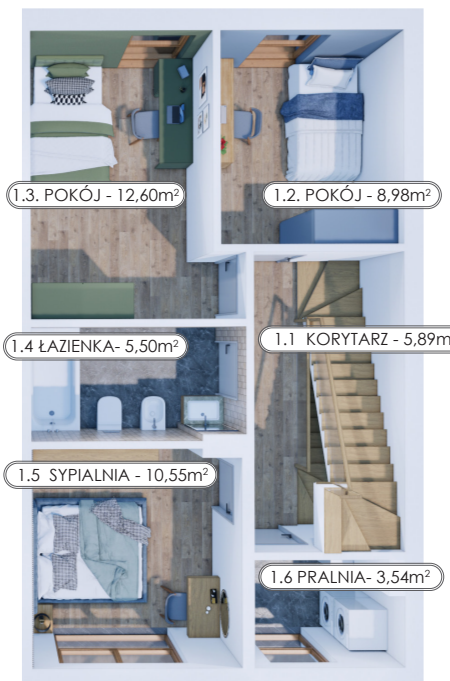 1.3. POKÓJ - 12,60m²
1.2. POKÓJ - 8,98m²
1.4 ŁAZIENKA- 5,50m²
1.1 KORYTARZ - 5,89m
1.5 SYPIALNIA - 10,55m²
1.6 PRALNIA- 3,54m²